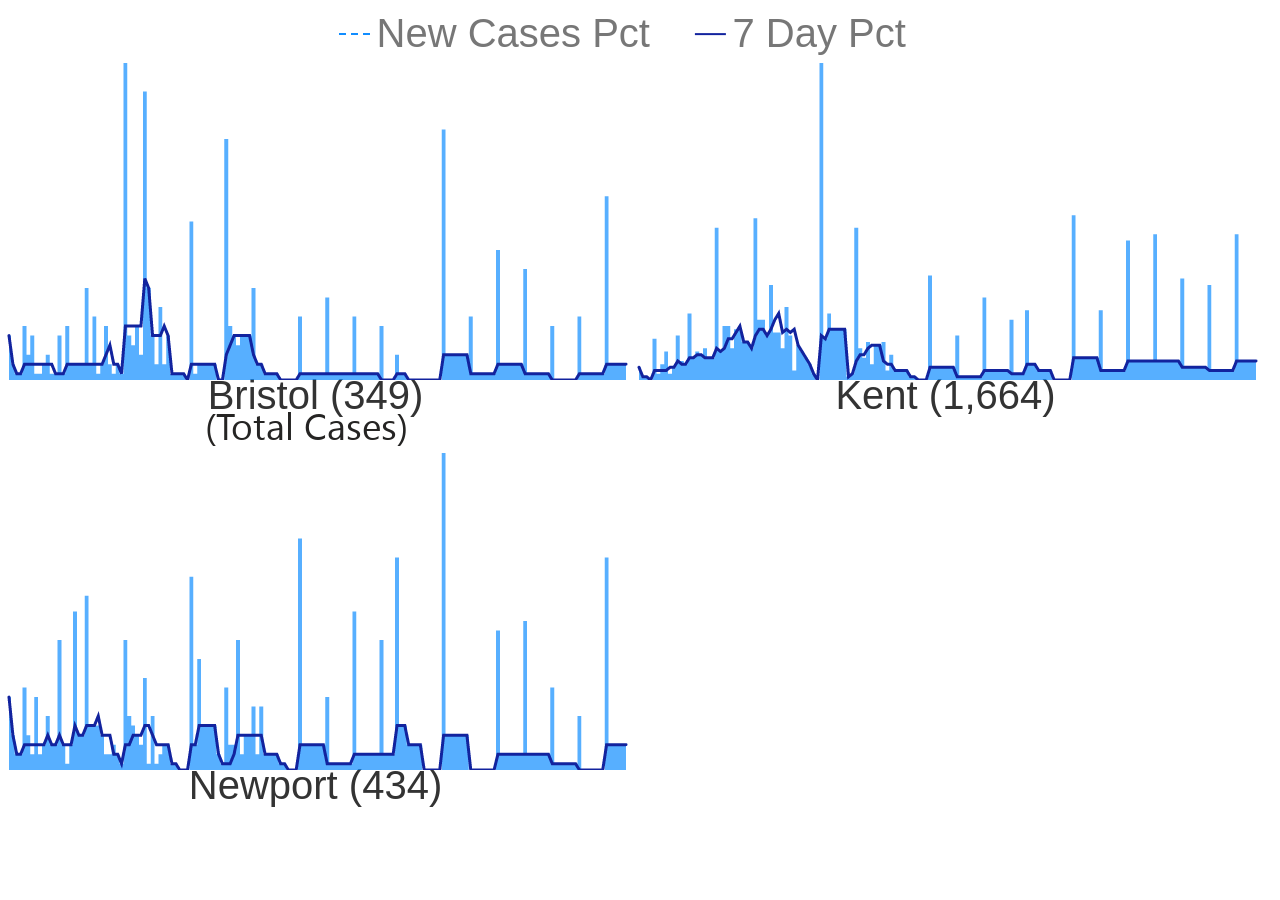 New Cases Pct 7 Day Pct
Bristol (349)
(Total Cases)
Kent (1,664)
Newport (434)